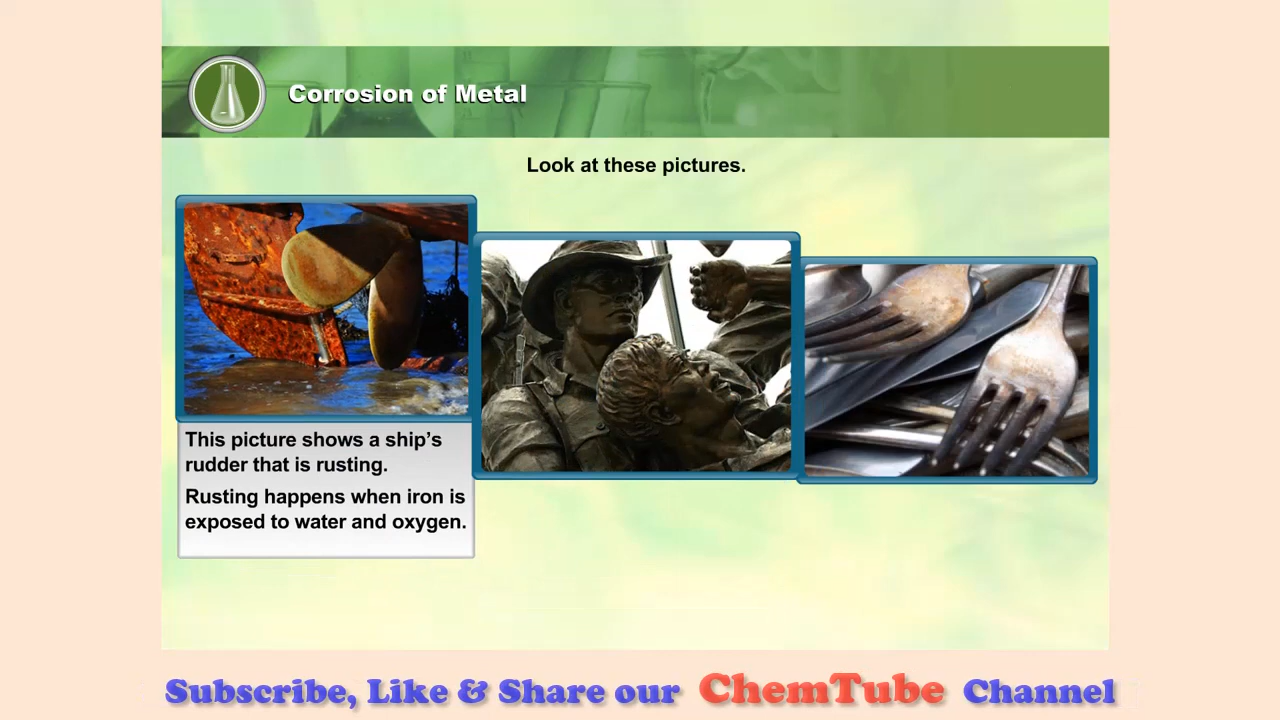 Corrosion of Metal
Look at these pictures.
This picture shows a ship’s
rudder that is rusting.
Rusting happens when iron is
exposed to water and oxygen.
Subscribe, Like & Share our ChemTube Channel